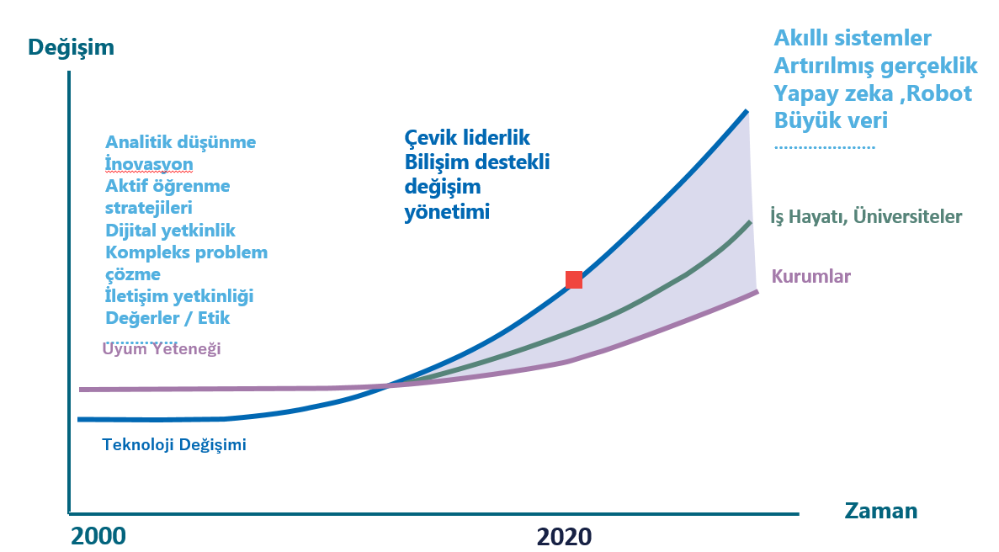 Değişim
Akıllı sistemler
Artırılmış gerçeklik
Yapay zeka ,Robot
Büyük veri
.....................
Analitik düşünme
İnovasyon
Aktif öğrenme
stratejileri
Dijital yetkinlik
Kompleks problem
çözme
İletişim yetkinliği
Değerler / Etik
...............
Uyum Yeteneği
Çevik liderlik
Bilişim destekli
değişim
yönetimi
İş Hayatı, Üniversiteler
Kurumlar
Teknoloji Değişimi
Zaman
2000
2020